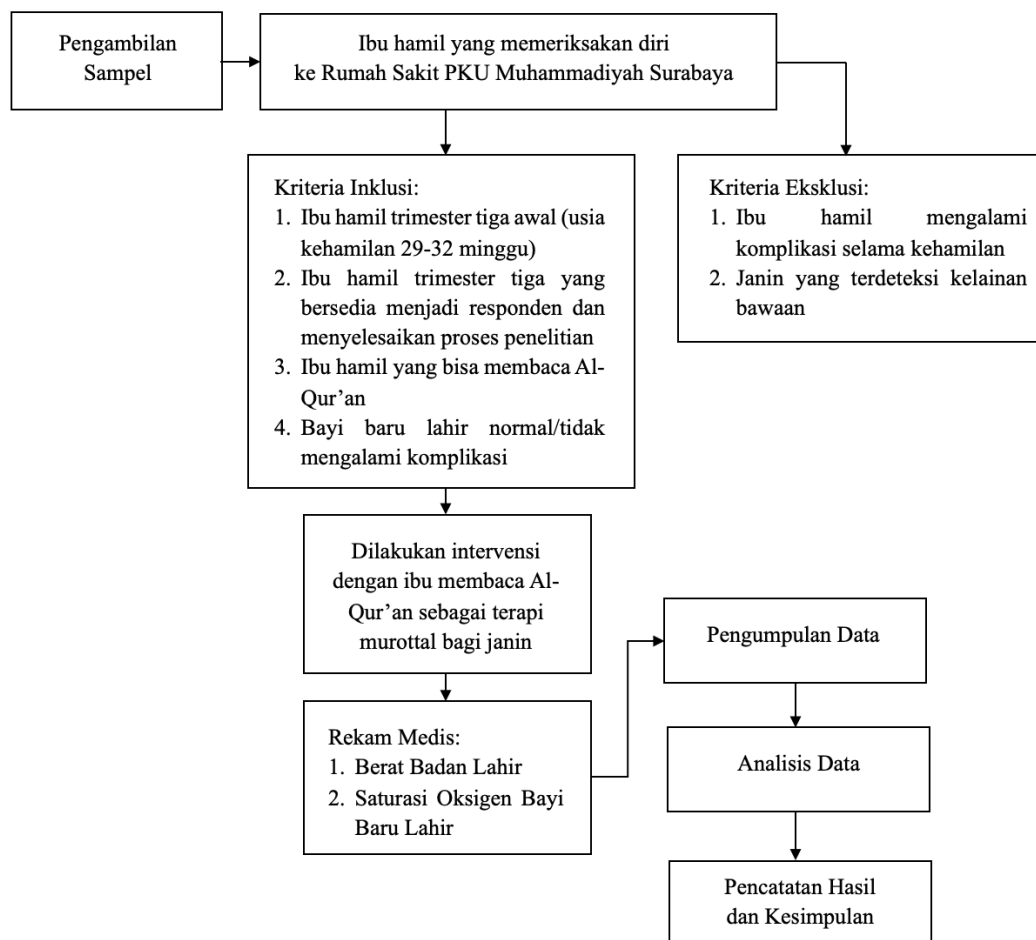 Pengambilan
Sampel
Ibu hamil yang memeriksakan diri
ke Rumah Sakit PKU Muhammadiyah Surabaya
Kriteria Inklusi:
1. Ibu hamil trimester tiga awal (usia
kehamilan 29-32 minggu)
2. Ibu hamil trimester tiga yang
bersedia menjadi responden dan
menyelesaikan proses penelitian
3. Ibu hamil yang bisa membaca Al-
Qur’an
4. Bayi baru lahir normal/tidak
mengalami komplikasi
Kriteria Eksklusi:
1. Ibu hamil mengalami
komplikasi selama kehamilan
2. Janin yang terdeteksi kelainan
bawaan
Dilakukan intervensi
dengan ibu membaca Al-
Qur’an sebagai terapi
murottal bagi janin
Rekam Medis:
1. Berat Badan Lahir
2. Saturasi Oksigen Bayi
Baru Lahir
Pengumpulan Data
Analisis Data
Pencatatan Hasil
dan Kesimpulan